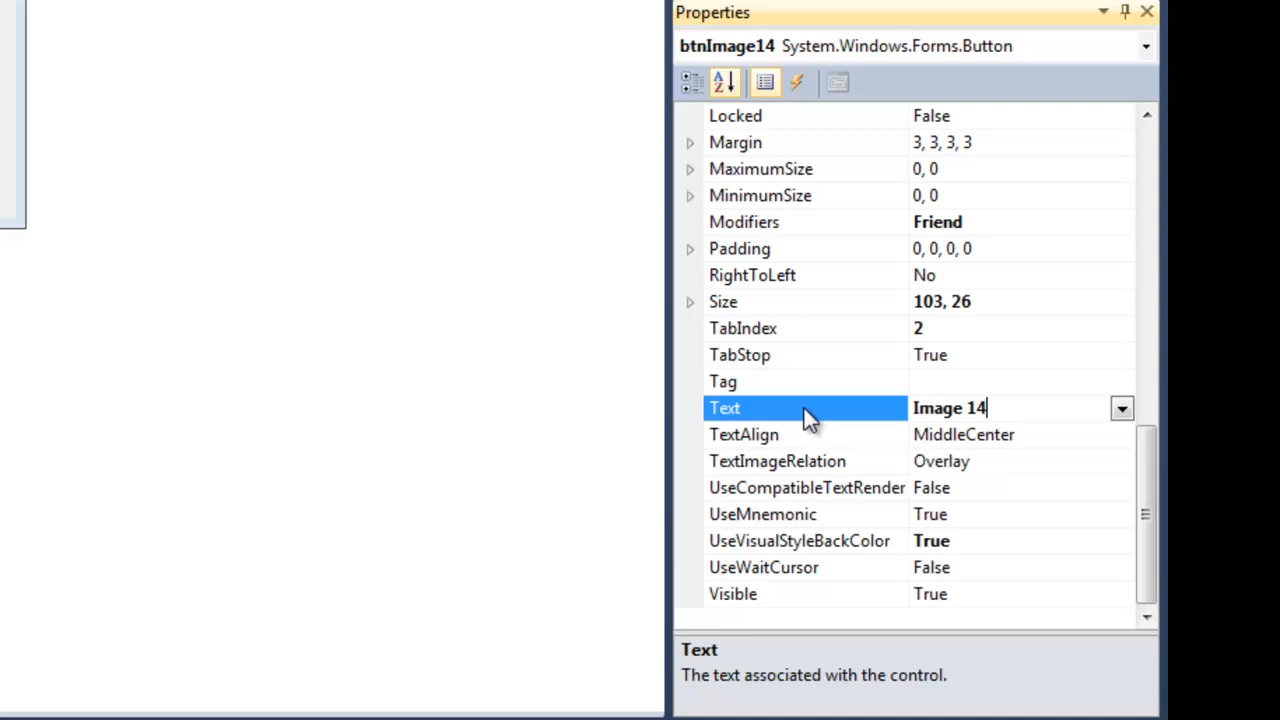 Properties
btnImage14 System.Windows.Forms.Button
Locked False
Margin 3, 3, 3, 3
MaximumSize 0, 0
MinimumSize 0, 0
Modifiers Friend
Padding 0, 0, 0, 0
RightToLeft No
Size 103, 26
TabIndex 2
TabStop True
Tag
Text Image 14
TextAlign MiddleCenter
TextImageRelation Overlay
UseCompatibleTextRender False
UseMnemonic True
UseVisualStyleBackColor True
UseWaitCursor False
Visible True
Text
The text associated with the control.